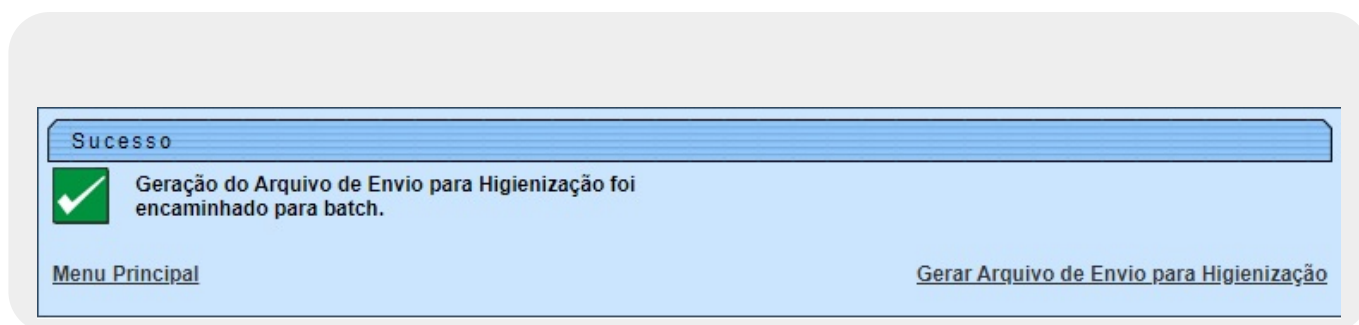 Sucesso
Geração do Arquivo de Envio para Higienização foi
encaminhado para batch.
Menu Principal
Gerar Arquivo de Envio para Higienização